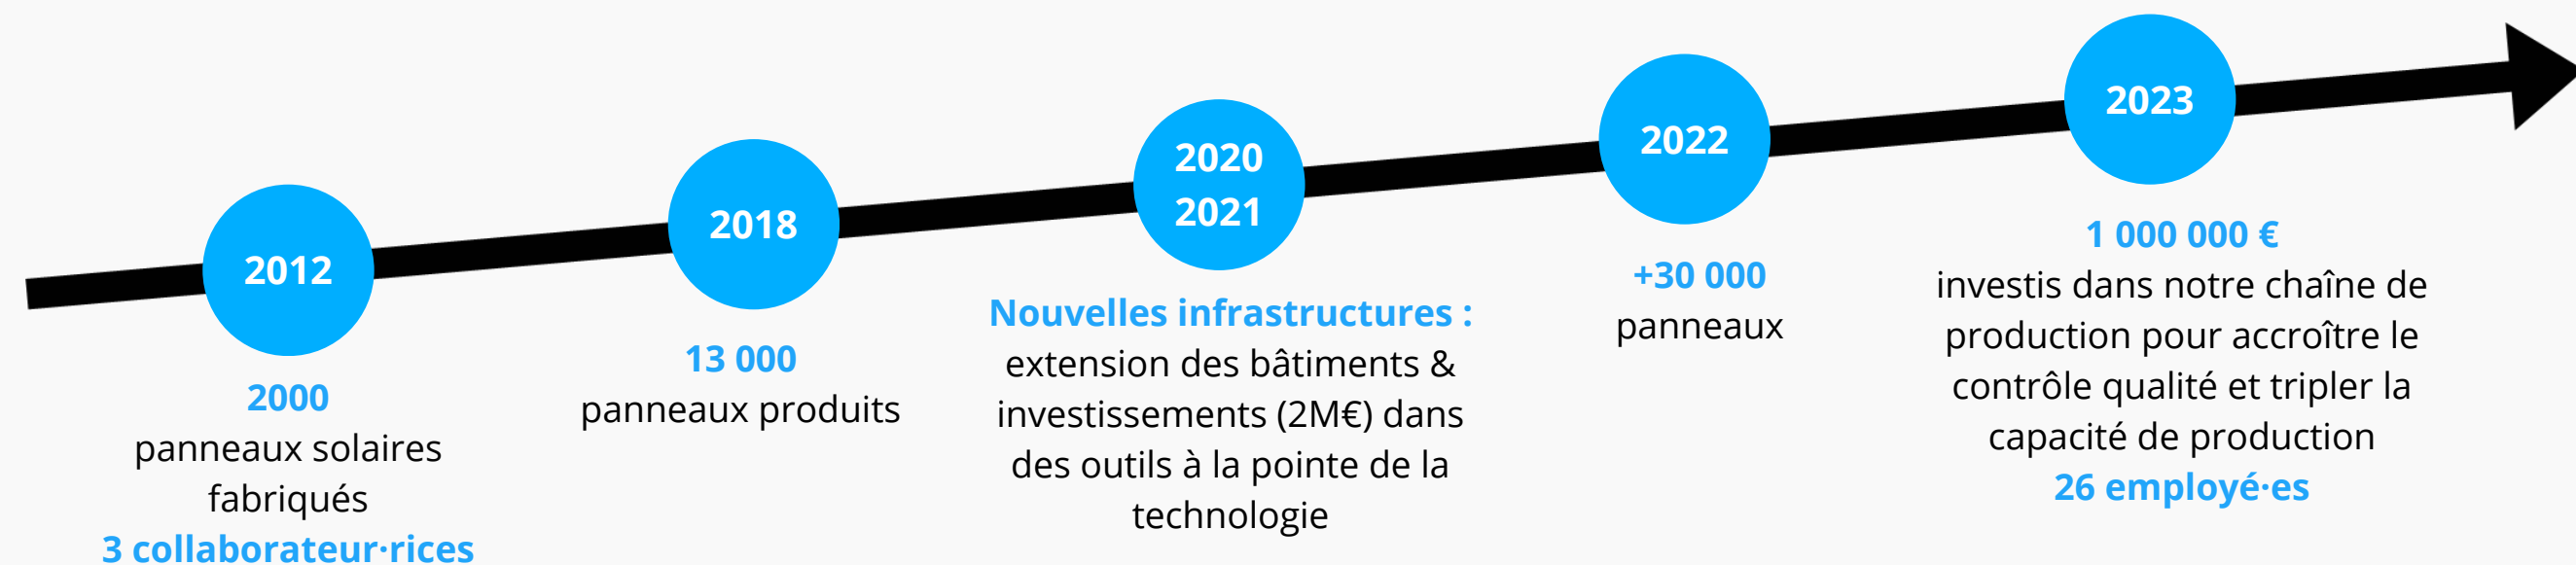 2012
2000
panneaux solaires
fabriqués
3 collaborateur·rices
2018
13 000
panneaux produits
2020
2021
Nouvelles infrastructures :
extension des bâtiments &
investissements (2M€) dans
des outils à la pointe de la
technologie
2022
+30 000
panneaux
2023
1 000 000 €
investis dans notre chaîne de
production pour accroître le
contrôle qualité et tripler la
capacité de production
26 employé·es